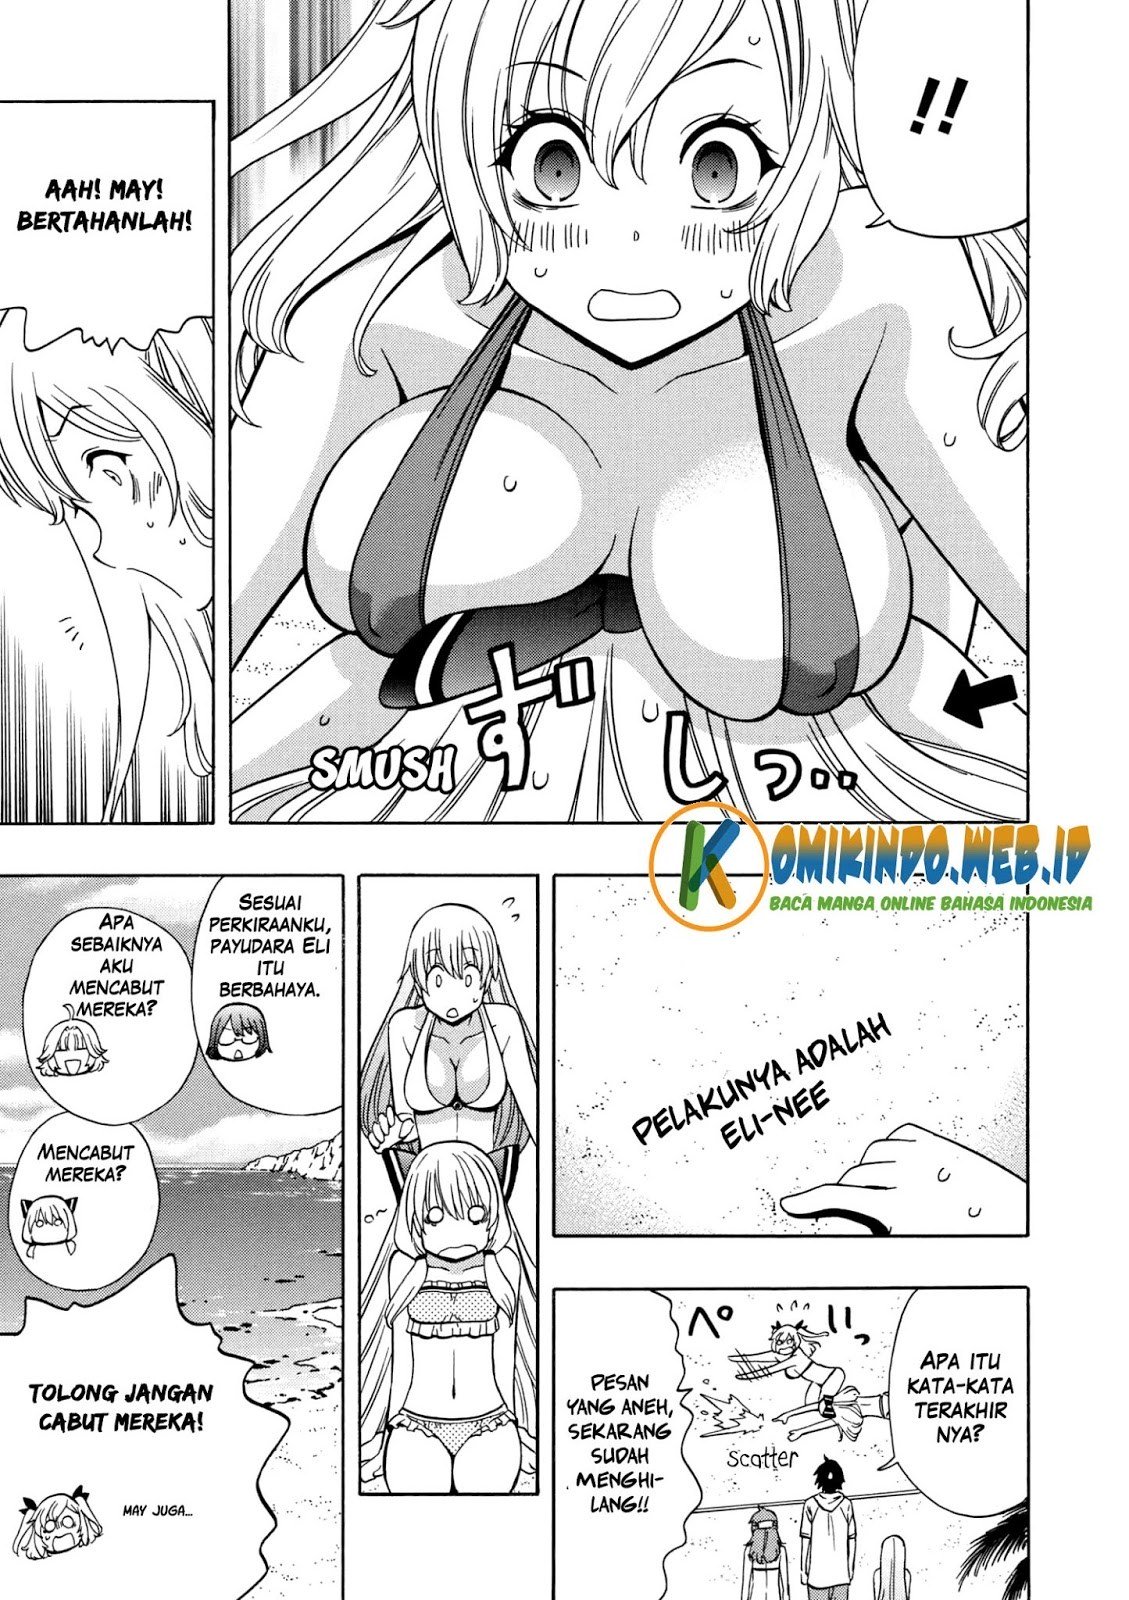 !!
ず
しっ..
SMUSH
AAH! MAY!
BERTAHANLAH!
KOMIKINDO.WEB.ID
BACA MANGA ONLINE BAHASA INDONESIA
PELAKUNYA ADALAH
ELI-NEE
APA ITU
KATA-KATA
TERAKHIR
NYA?
ぺいっ
scatter
PESAN
YANG ANEH,
SEKARANG
SUDAH
MENGHI-
LANG!!
SESUAI
PERKIRAANKU,
PAYUDARA ELI
ITU
BERBAHAYA.
APA
SEBAIKNYA
AKU
MENCABUT
MEREKA?
MENCABUT
MEREKA?
TOLONG JANGAN
CABUT MEREKA!
MAY JUGA...